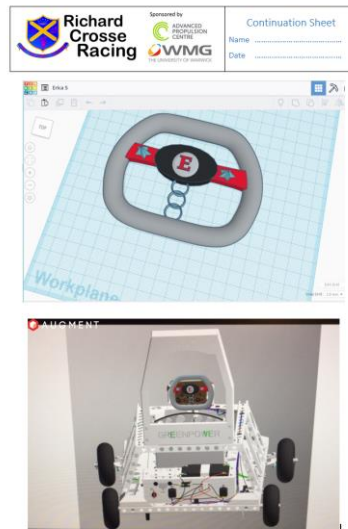 Richard
Crosse
Racing
Sponsored by
ADVANCED
PROPULSION
CENTRE
WMG
THE UNIVERSITY OF WARWICK
Continuation Sheet
Name ..............................
Date ..............................
Erika S
TOP
E
Workplane
AUGMENT
E
GREENPOWER